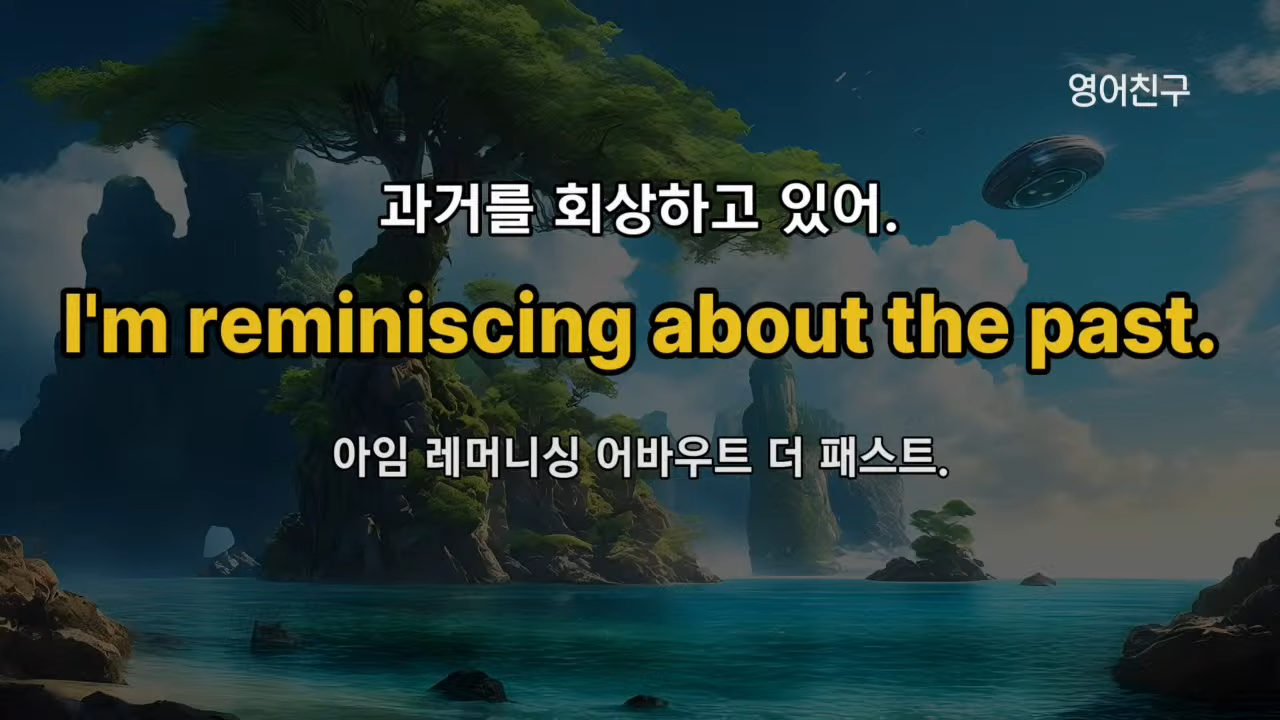 영어친구
과거를 회상하고 있어.
I'm reminiscing about the past.
아임 레머니싱 어바우트 더 패스트.